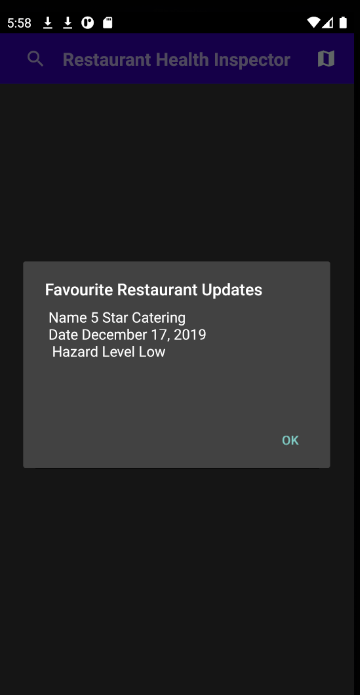 5:58
Restaurant Health Inspector
Favourite Restaurant Updates
Name 5 Star Catering
Date December 17, 2019
Hazard Level Low
OK